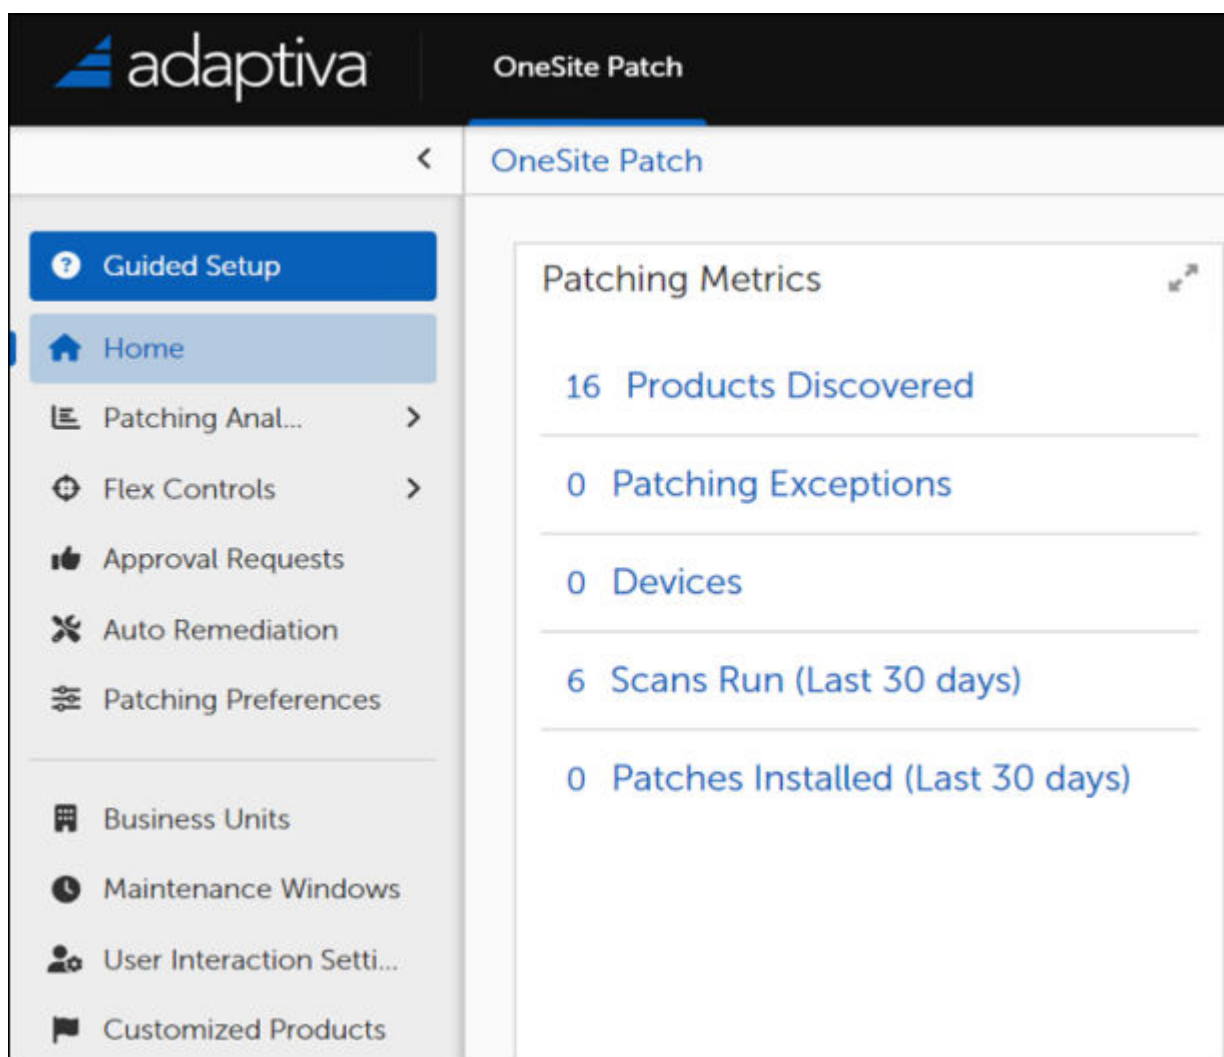 adaptiva
OneSite Patch
OneSite Patch
Guided Setup
Home
Patching Anal...
Flex Controls
Approval Requests
Auto Remediation
Patching Preferences
Business Units
Maintenance Windows
User Interaction Setti...
Customized Products
Patching Metrics
16 Products Discovered
0 Patching Exceptions
0 Devices
6 Scans Run (Last 30 days)
0 Patches Installed (Last 30 days)